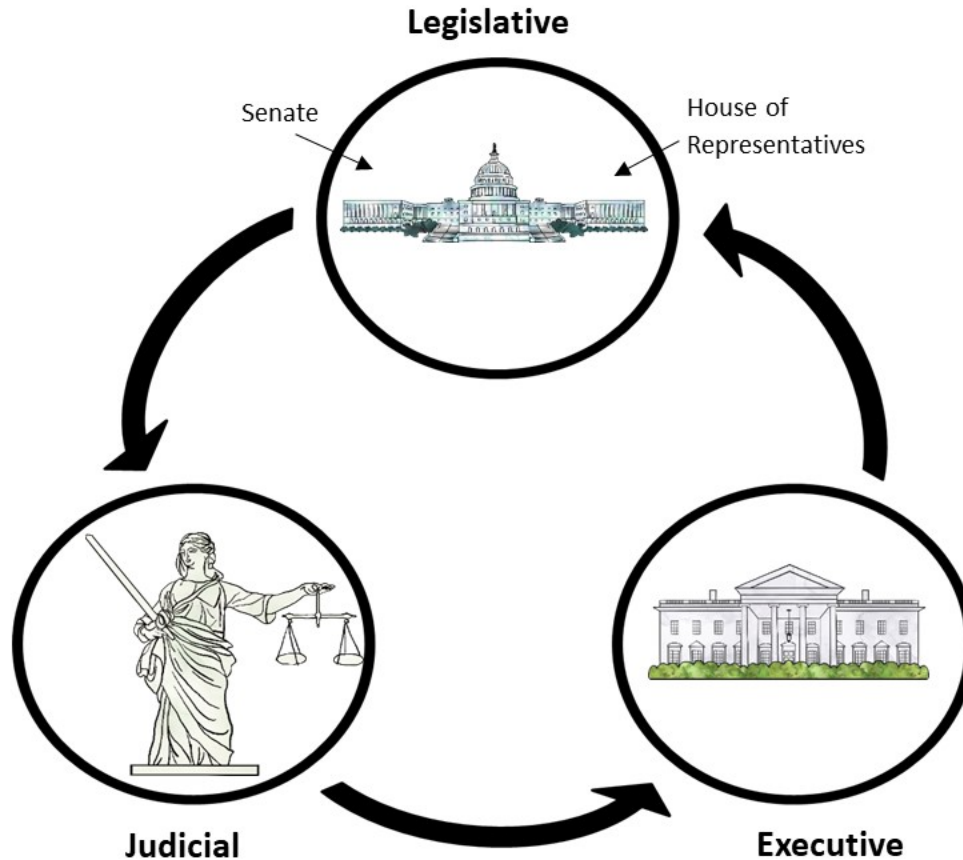 Legislative
Senate
House of
Representatives
Judicial
Executive